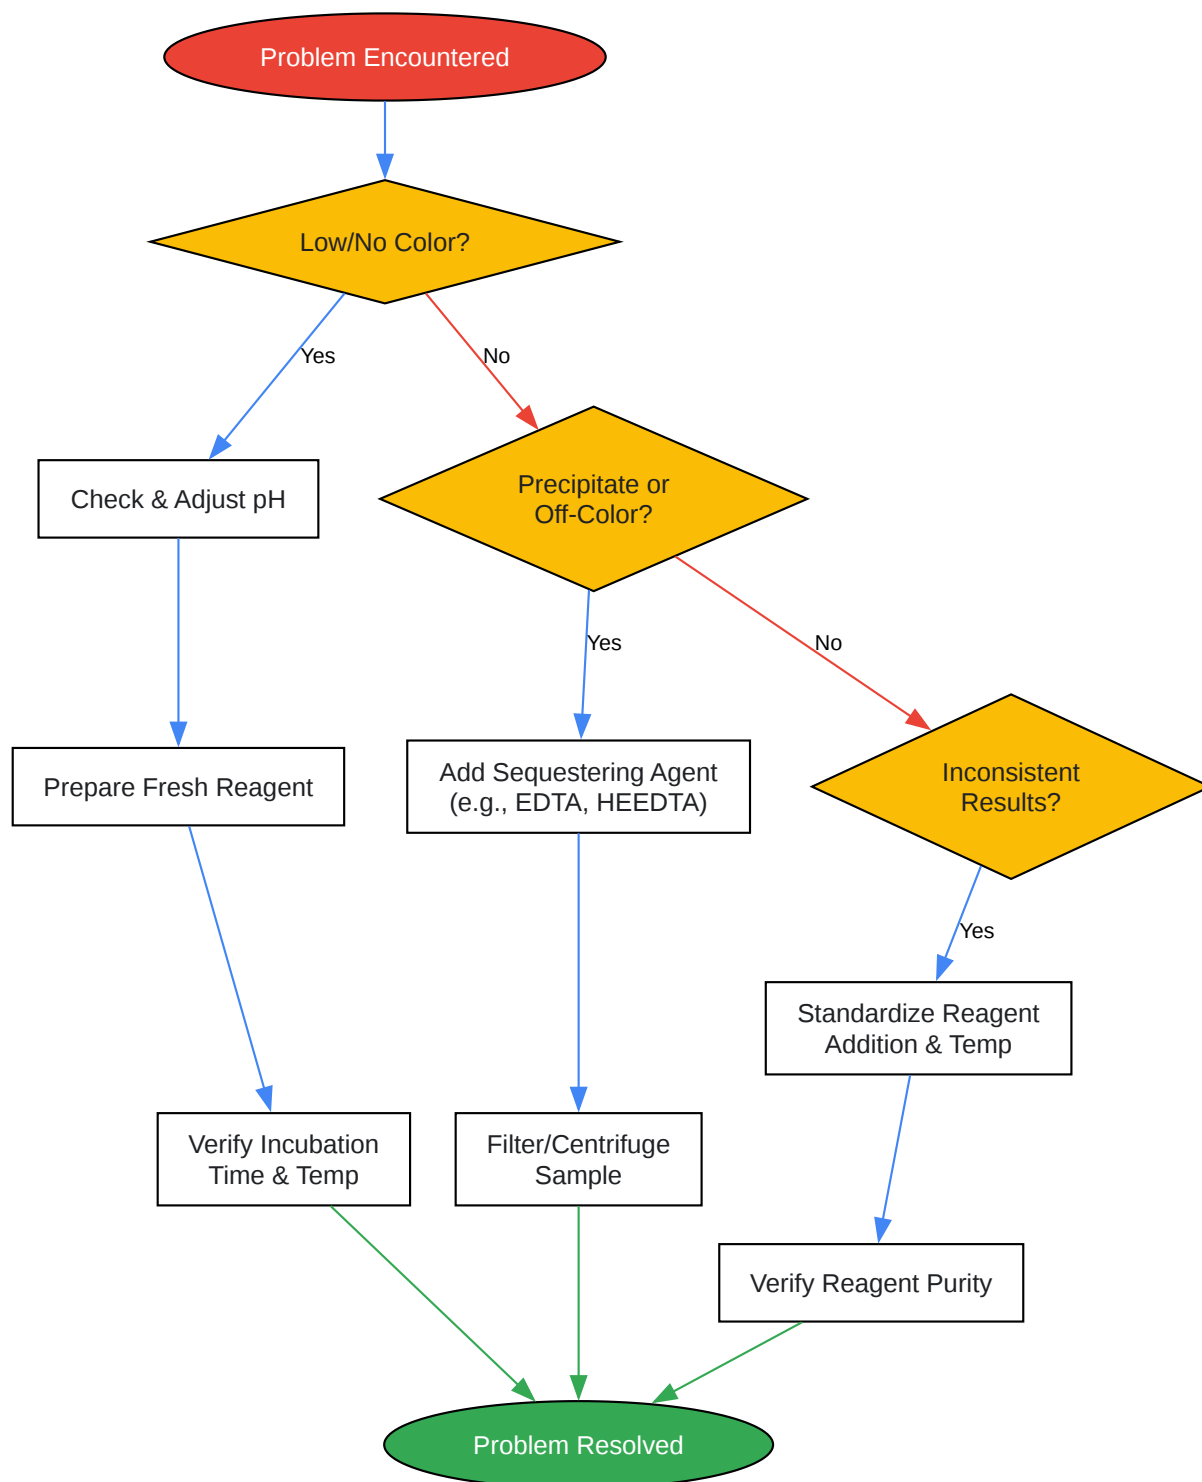 Problem Encountered
Low/No Color?
Yes
No
Check & Adjust pH
Precipitate or
Off-Color?
Yes
No
Prepare Fresh Reagent
Add Sequestering Agent
(e.g., EDTA, HEEDTA)
Inconsistent
Results?
Yes
Standardize Reagent
Addition & Temp
Verify Incubation
Time & Temp
Filter/Centrifuge
Sample
Verify Reagent Purity
Problem Resolved